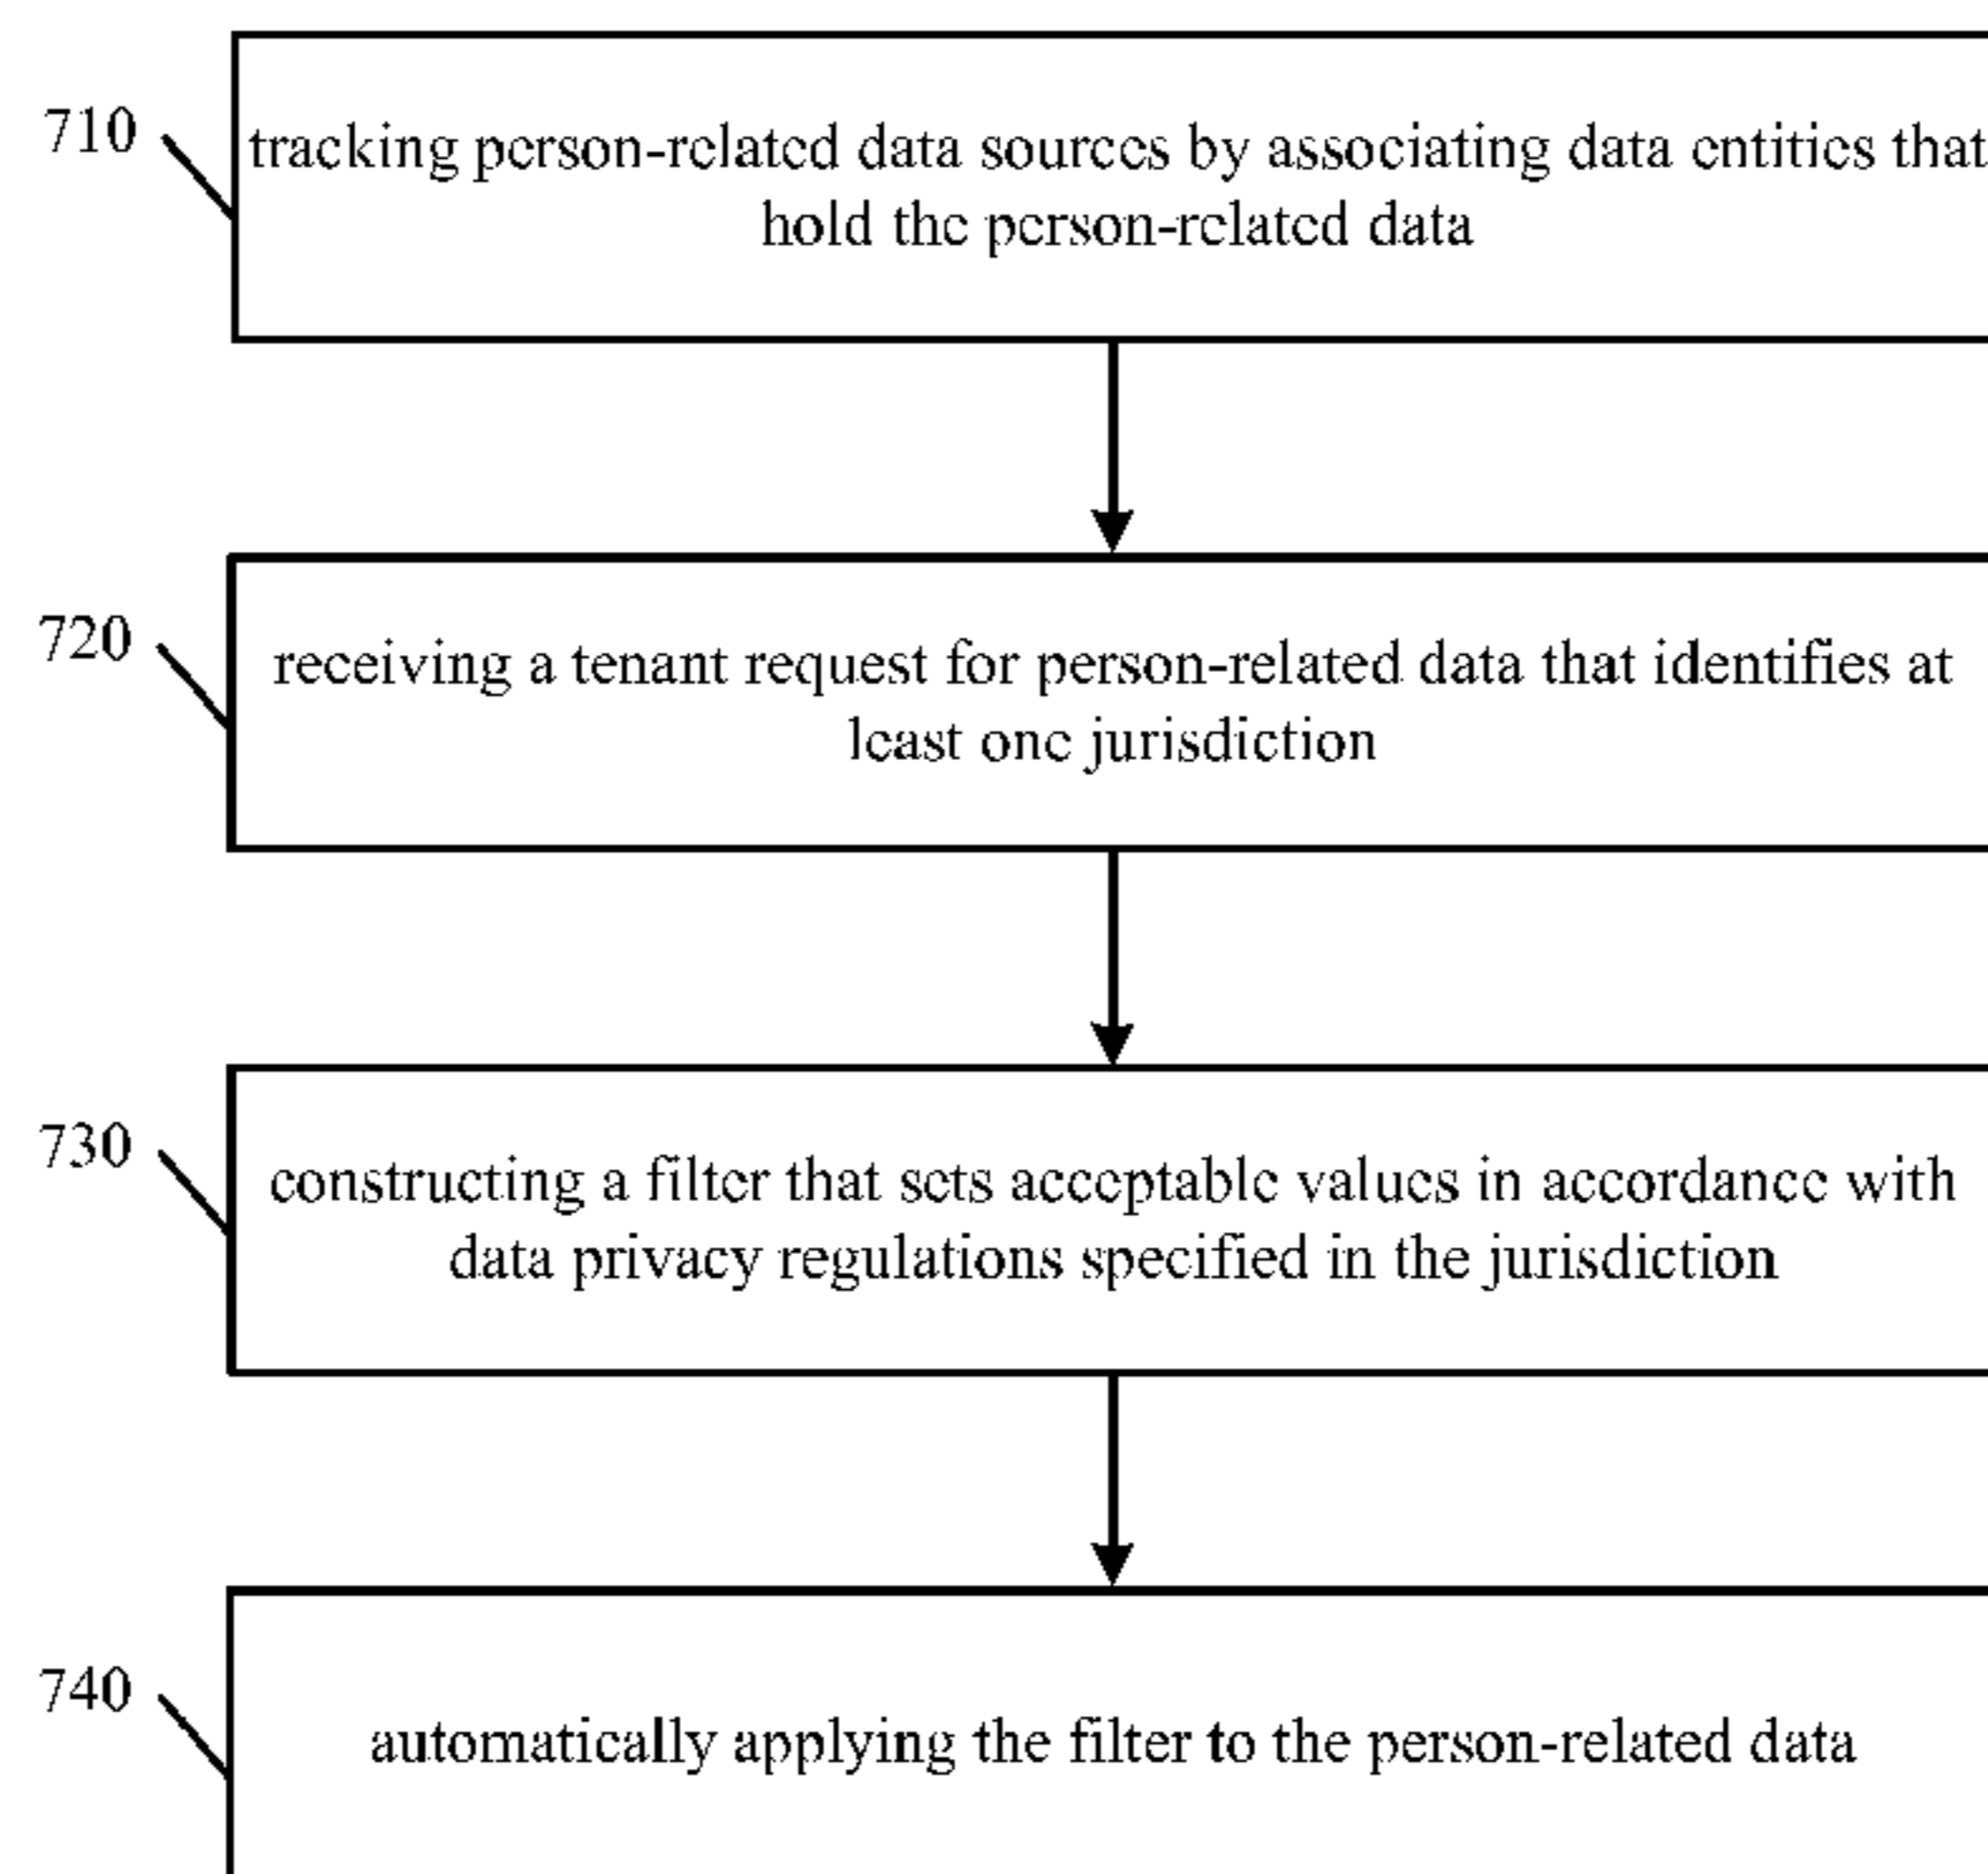 710
tracking person-related data sources by associating data entities that
hold the person-related data
720
receiving a tenant request for person-related data that identifies at
least one jurisdiction
730
constructing a filter that sets acceptable values in accordance with
data privacy regulations specified in the jurisdiction
740
automatically applying the filter to the person-related data